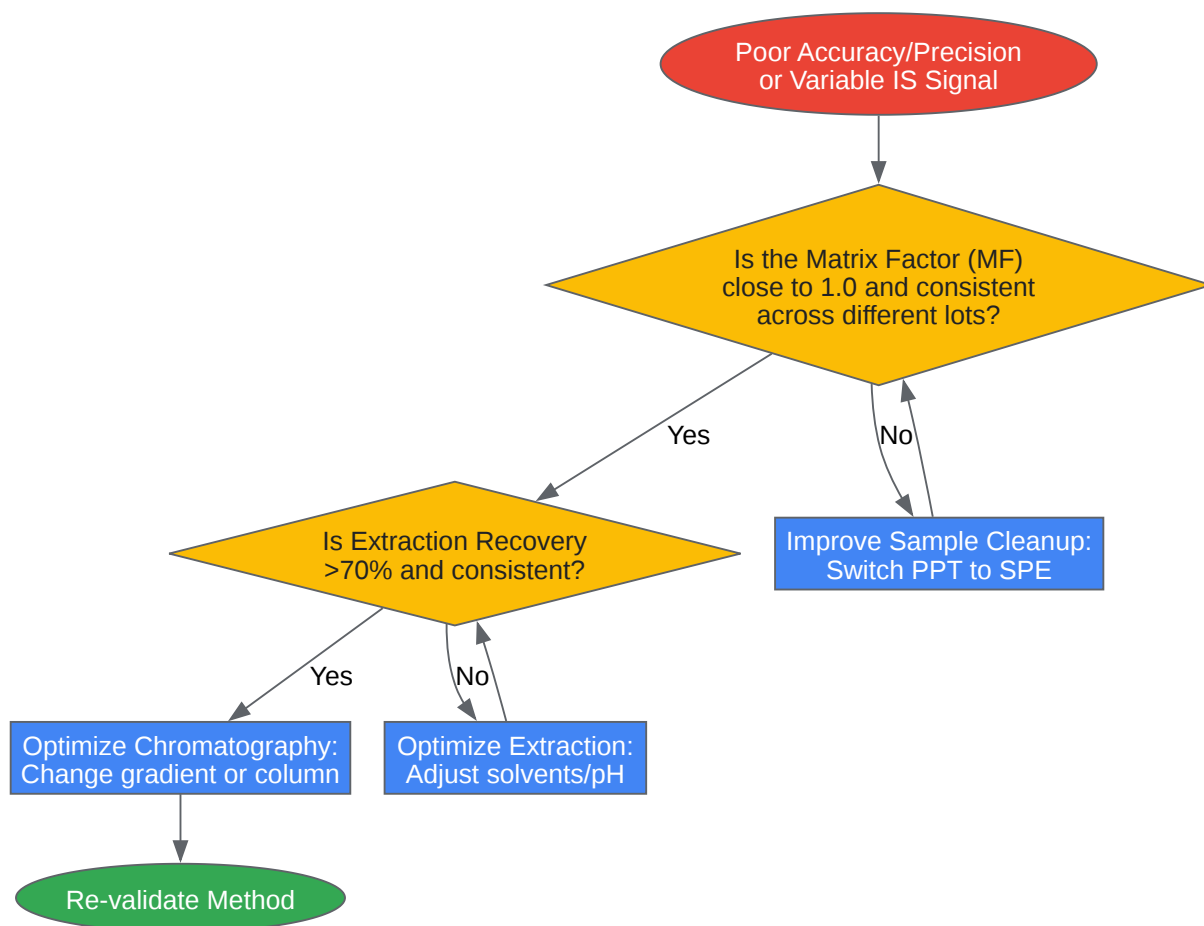 Poor Accuracy/Precision
or Variable IS Signal
Is the Matrix Factor (MF)
close to 1.0 and consistent
across different lots?
Yes
No
Is Extraction Recovery
>70% and consistent?
Improve Sample Cleanup:
Switch PPT to SPE
Yes
No
Optimize Chromatography:
Change gradient or column
Optimize Extraction:
Adjust solvents/pH
Re-validate Method